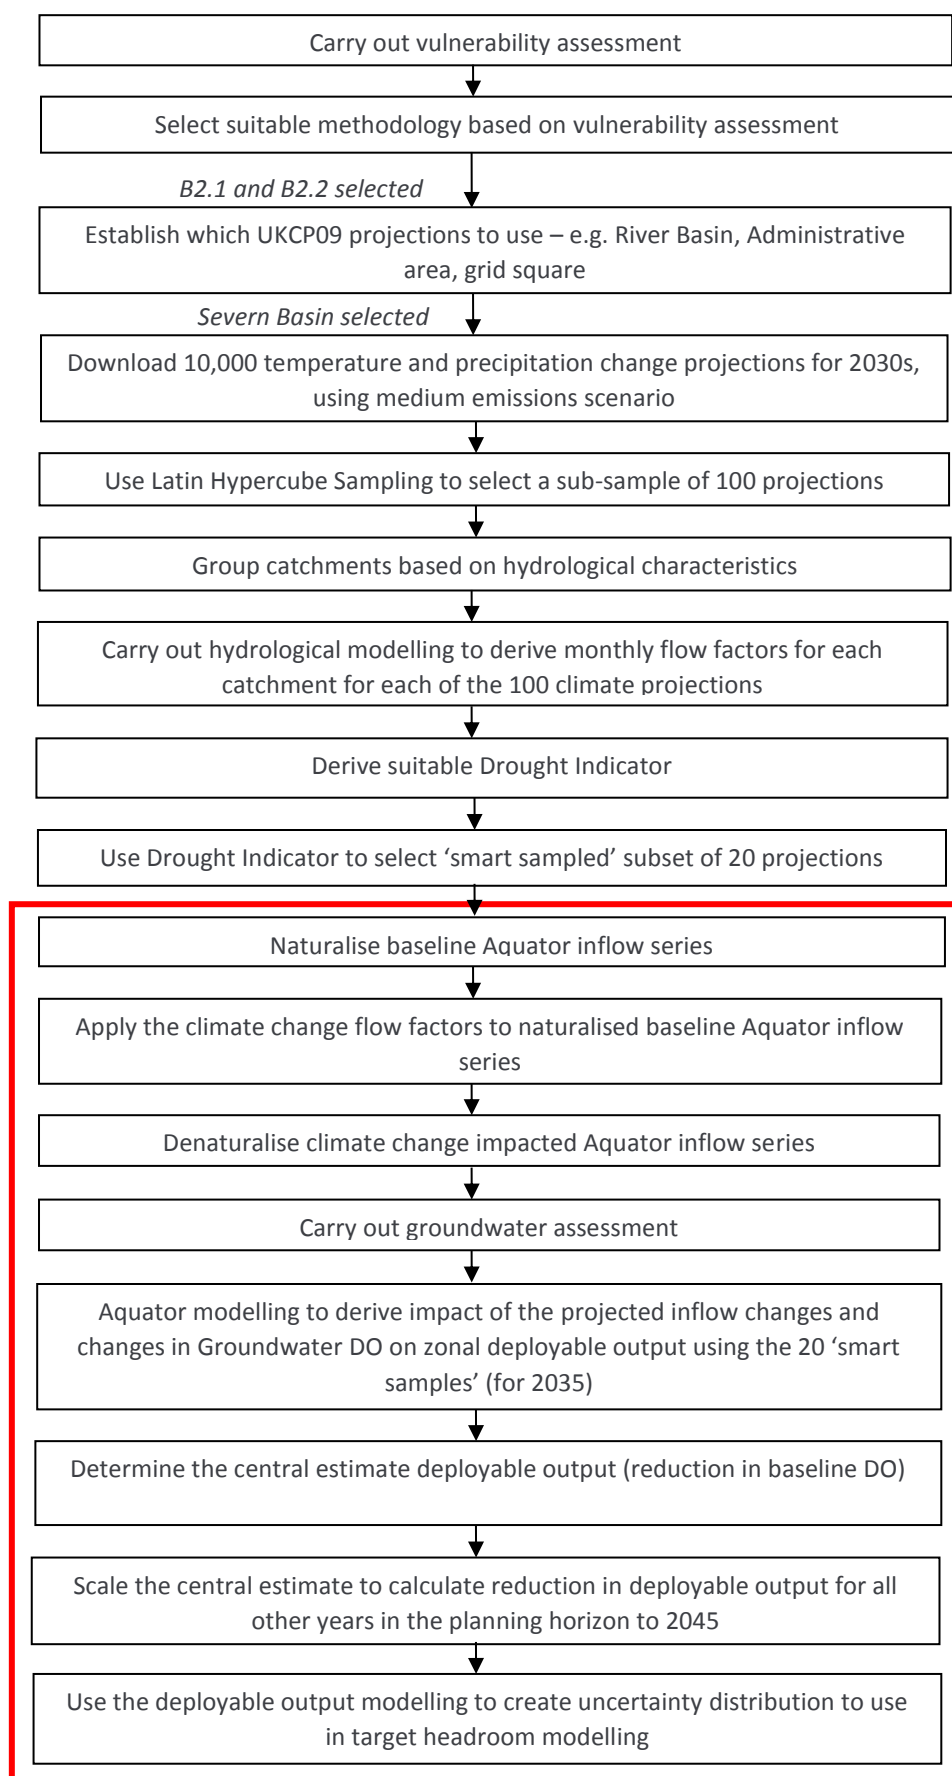 Carry out vulnerability assessment
Select suitable methodology based on vulnerability assessment
B2.1 and B2.2 selected
Establish which UKCP09 projections to use – e.g. River Basin, Administrative
area, grid square
Severn Basin selected
Download 10,000 temperature and precipitation change projections for 2030s,
using medium emissions scenario
Use Latin Hypercube Sampling to select a sub-sample of 100 projections
Group catchments based on hydrological characteristics
Carry out hydrological modelling to derive monthly flow factors for each
catchment for each of the 100 climate projections
Derive suitable Drought Indicator
Use Drought Indicator to select ‘smart sampled’ subset of 20 projections
Naturalise baseline Aquator inflow series
Apply the climate change flow factors to naturalised baseline Aquator inflow
series
Denaturalise climate change impacted Aquator inflow series
Carry out groundwater assessment
Aquator modelling to derive impact of the projected inflow changes and
changes in Groundwater DO on zonal deployable output using the 20 ‘smart
samples’ (for 2035)
Determine the central estimate deployable output (reduction in baseline DO)
Scale the central estimate to calculate reduction in deployable output for all
other years in the planning horizon to 2045
Use the deployable output modelling to create uncertainty distribution to use
in target headroom modelling